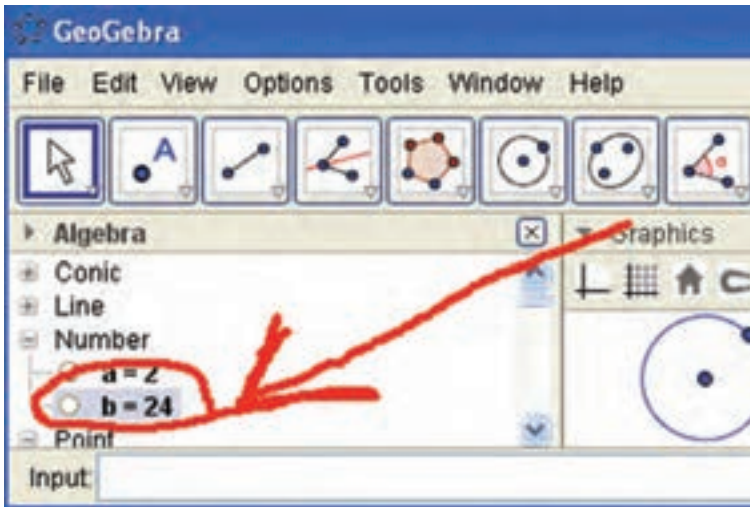 GeoGebra
File Edit View Options Tools Window Help
A
α
Algebra
Graphics
Conic
Line
Number
a = 2
b = 24
Point
Input: